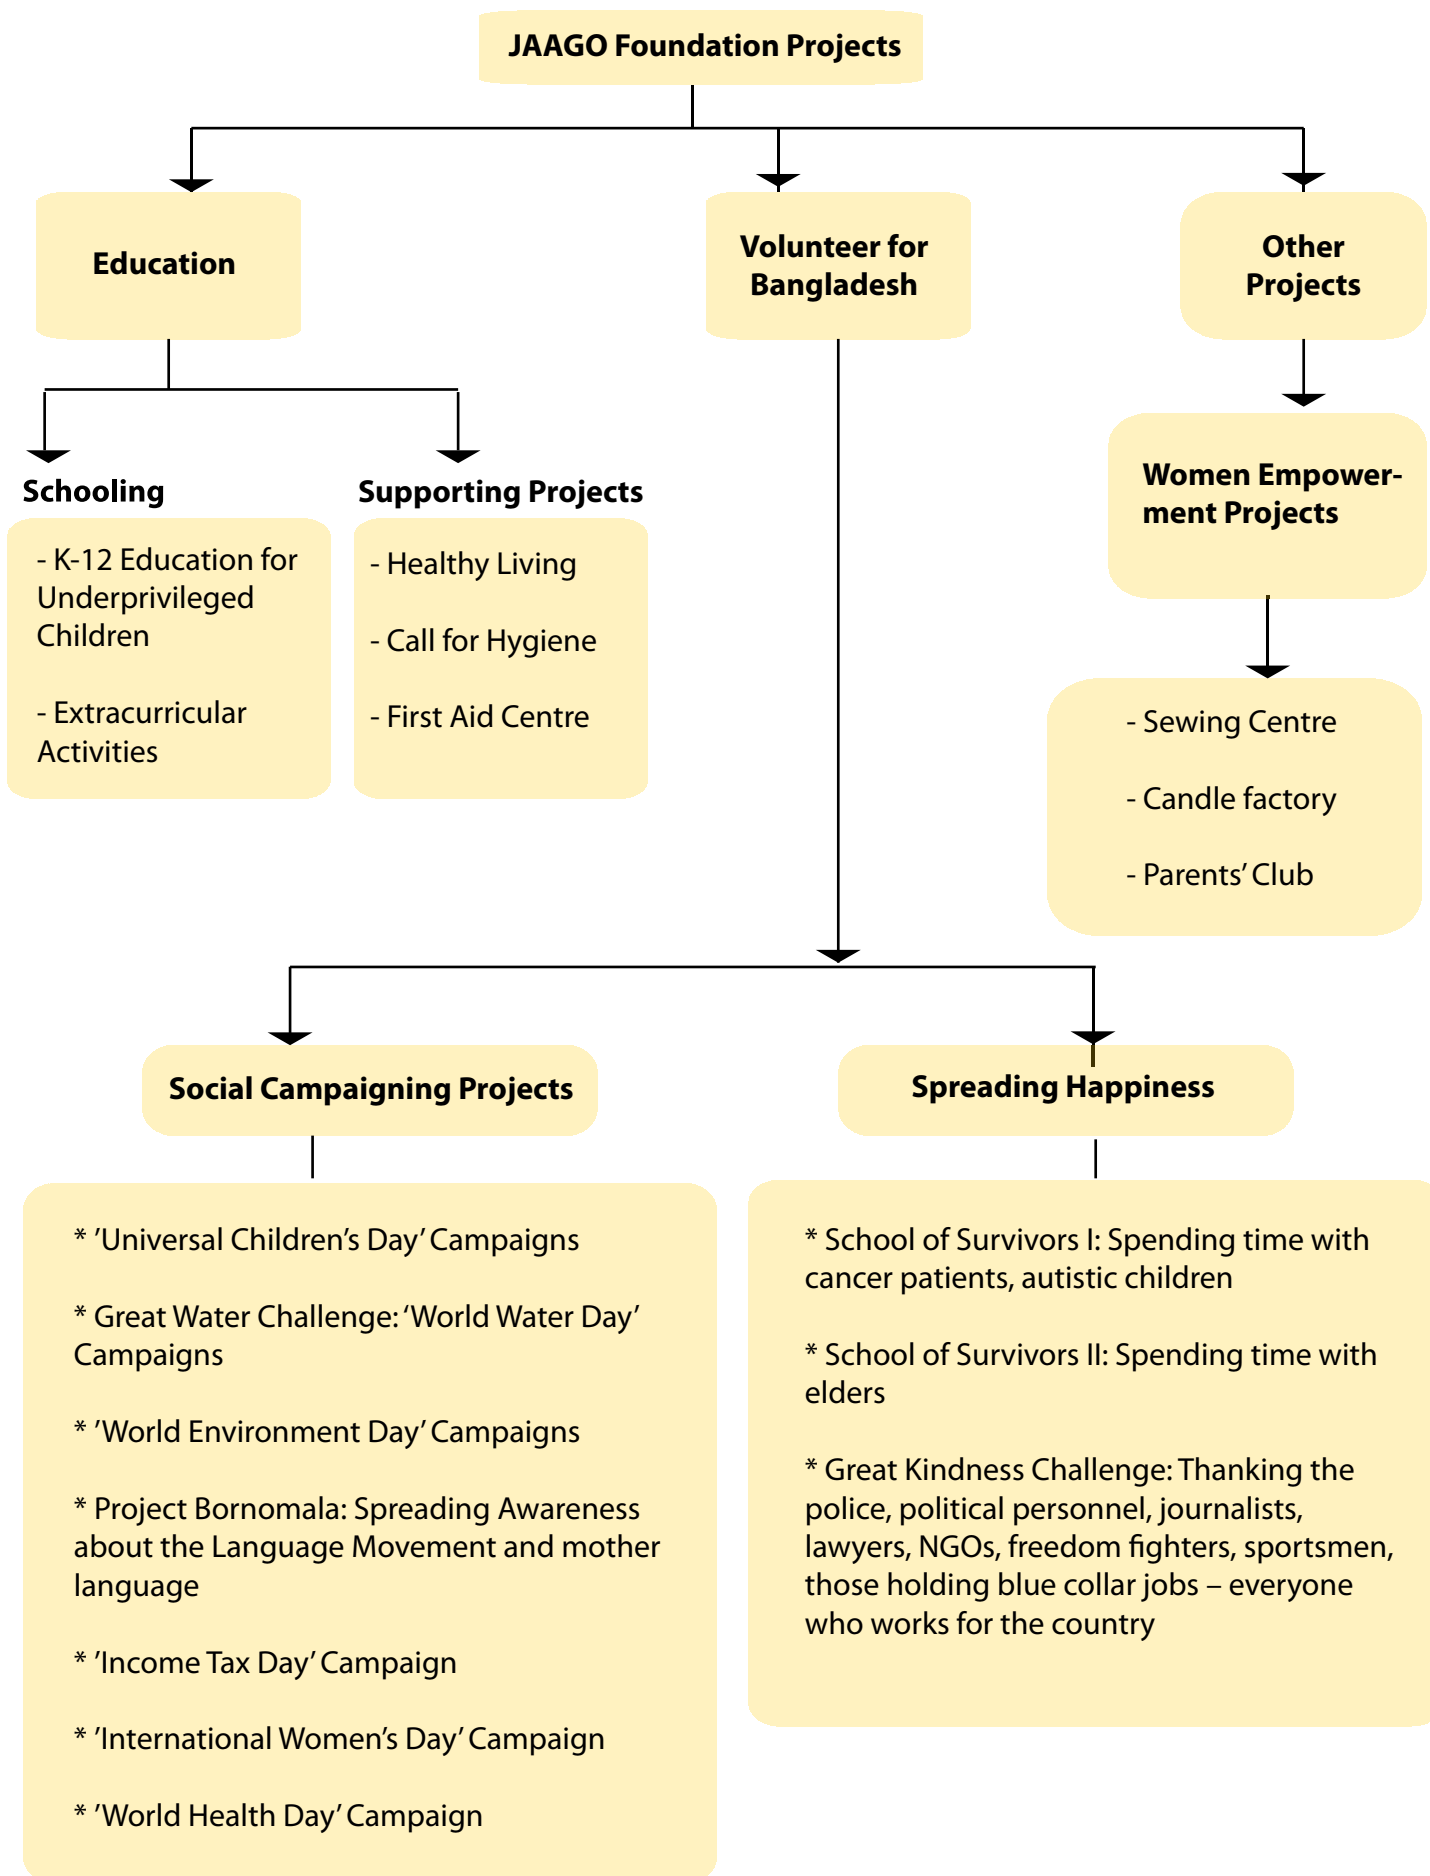 JAAGO Foundation Projects
Education
Volunteer for
Bangladesh
Other
Projects
Schooling
- K-12 Education for
Underprivileged
Children
- Extracurricular
Activities
Supporting Projects
- Healthy Living
- Call for Hygiene
- First Aid Centre
Women Empower-
ment Projects
- Sewing Centre
- Candle factory
- Parents’ Club
Social Campaigning Projects
* ’Universal Children’s Day’ Campaigns
* Great Water Challenge: ‘World Water Day’
Campaigns
* ’World Environment Day’ Campaigns
* Project Bornomala: Spreading Awareness
about the Language Movement and mother
language
* ’Income Tax Day’ Campaign
* ’International Women’s Day’ Campaign
* ’World Health Day’ Campaign
Spreading Happiness
* School of Survivors I: Spending time with
cancer patients, autistic children
* School of Survivors II: Spending time with
elders
* Great Kindness Challenge: Thanking the
police, political personnel, journalists,
lawyers, NGOs, freedom fighters, sportsmen,
those holding blue collar jobs – everyone
who works for the country